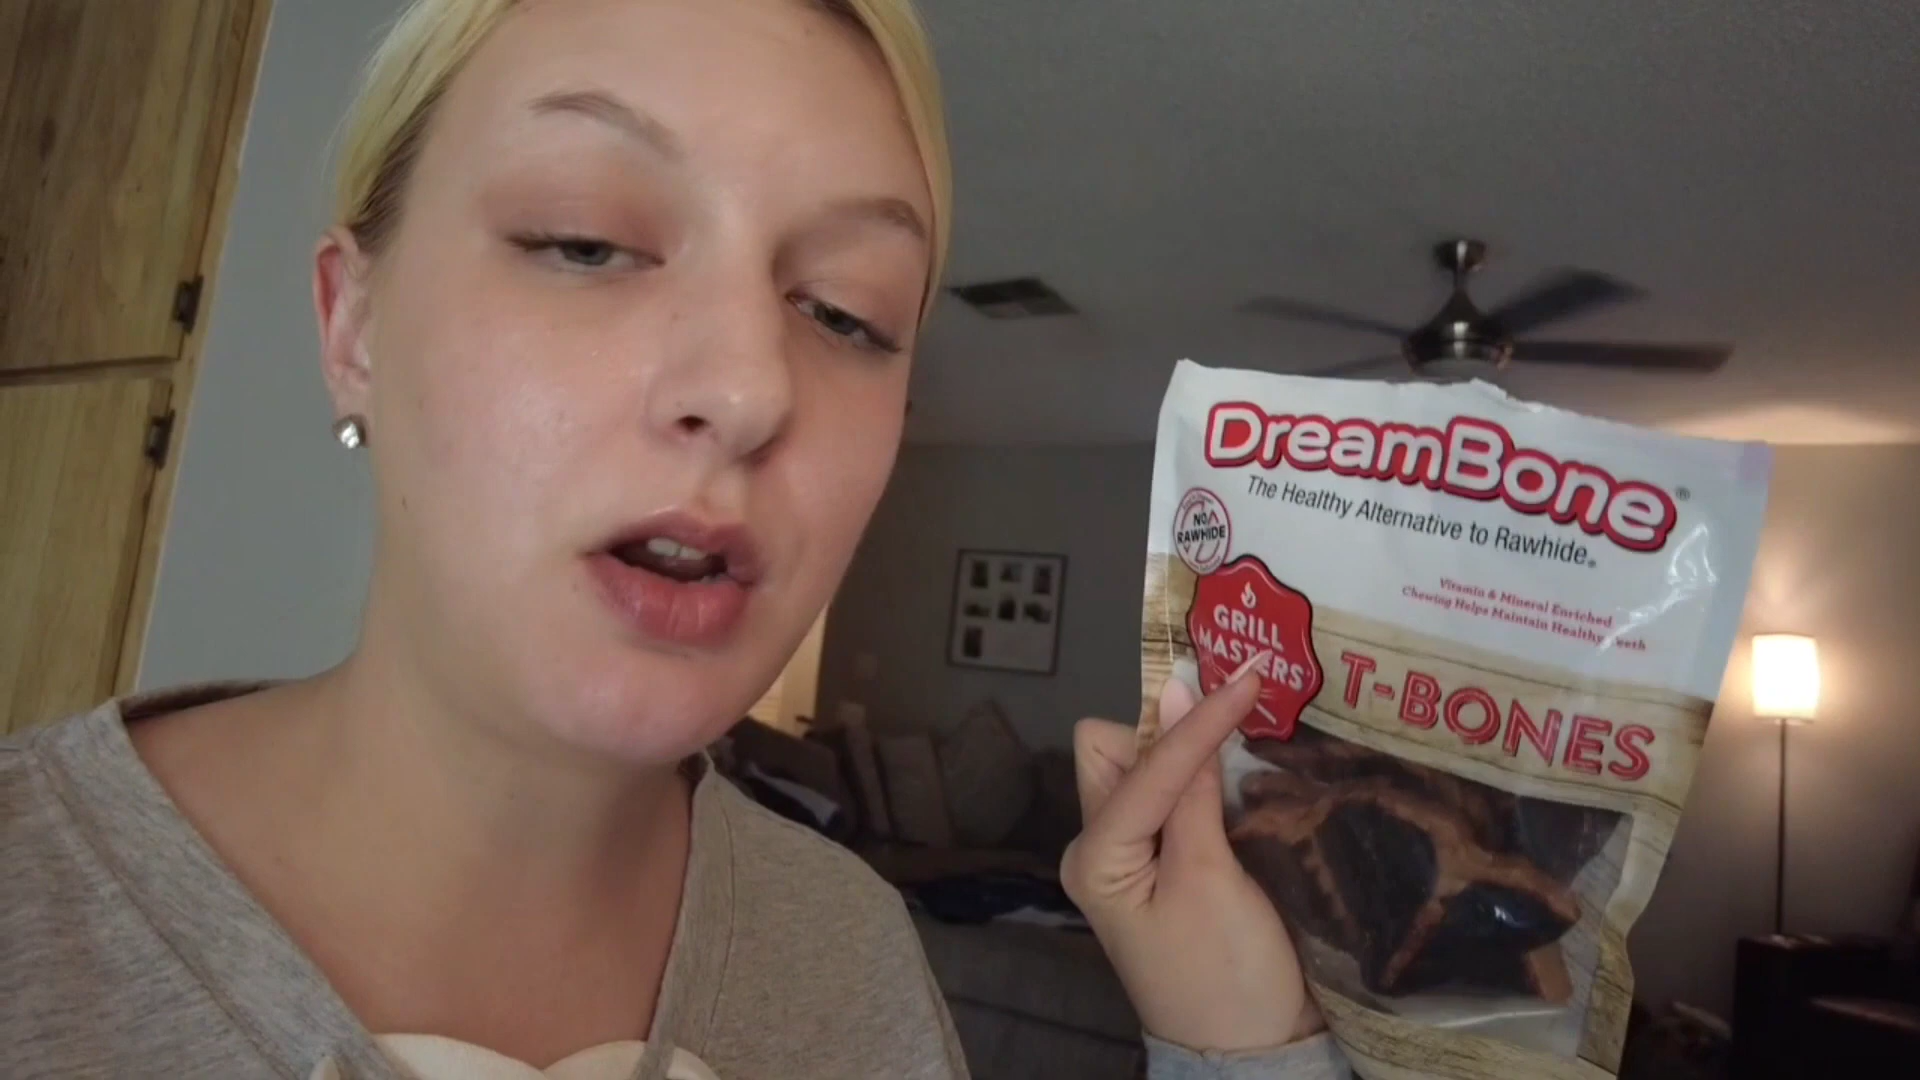 DreamBone®
The Healthy Alternative to Rawhide®
NO
RAWHIDE
Vitamin & Mineral Enriched
Chewing Helps Maintain Healthy Teeth
GRILL
MASTERS
T-BONES